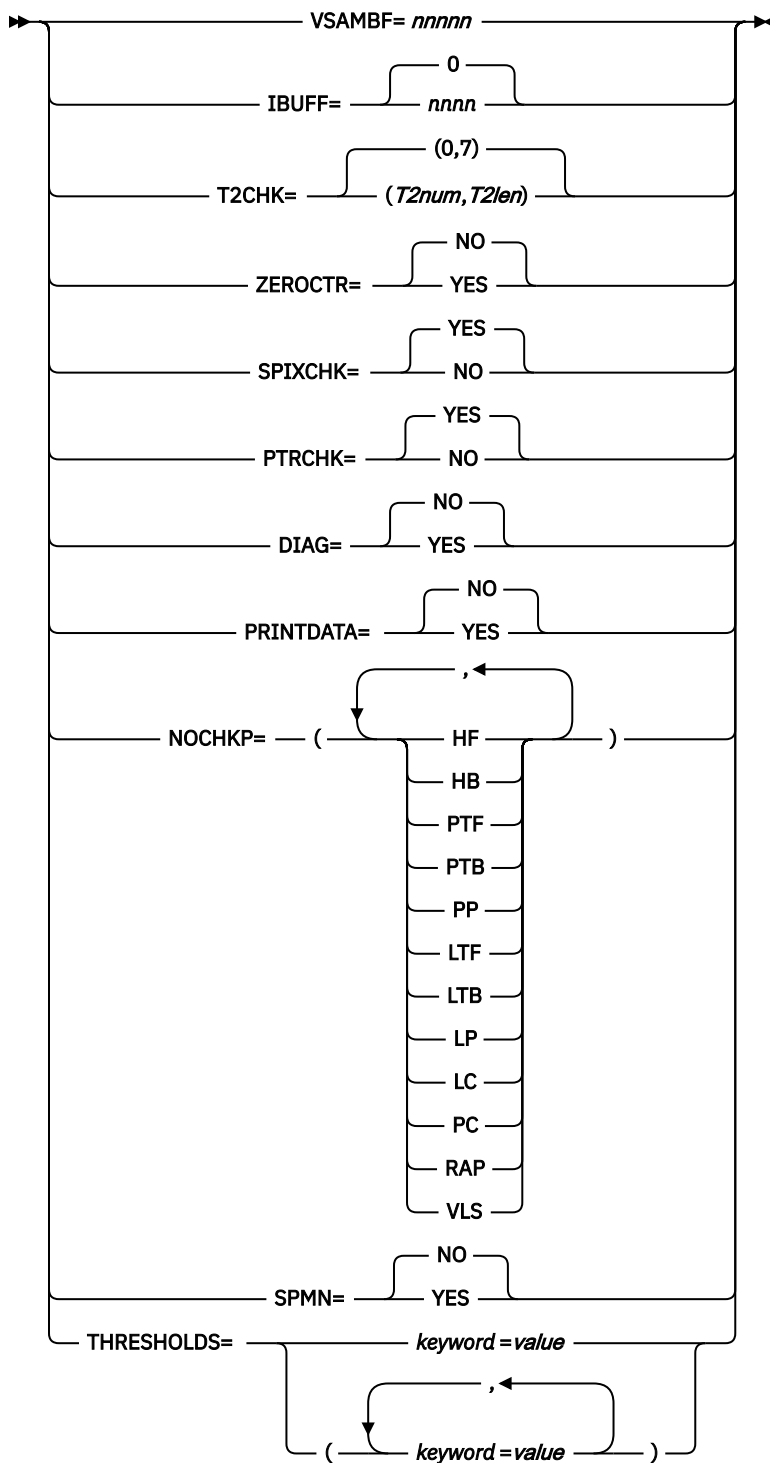 VSAMBF= nnnnn
0
IBUFF= nnnn
(0,7)
T2CHK= (T2num,T2len)
NO
ZEROCTR= YES
YES
SPIXCHK= NO
YES
PTRCHK= NO
NO
DIAG= YES
NO
PRINTDATA= YES
,
NOCHKP= ( HF )
HB
PTF
PTB
PP
LTF
LTB
LP
LC
PC
RAP
VLS
NO
SPMN= YES
THRESHOLDS= keyword=value
,
( keyword=value )